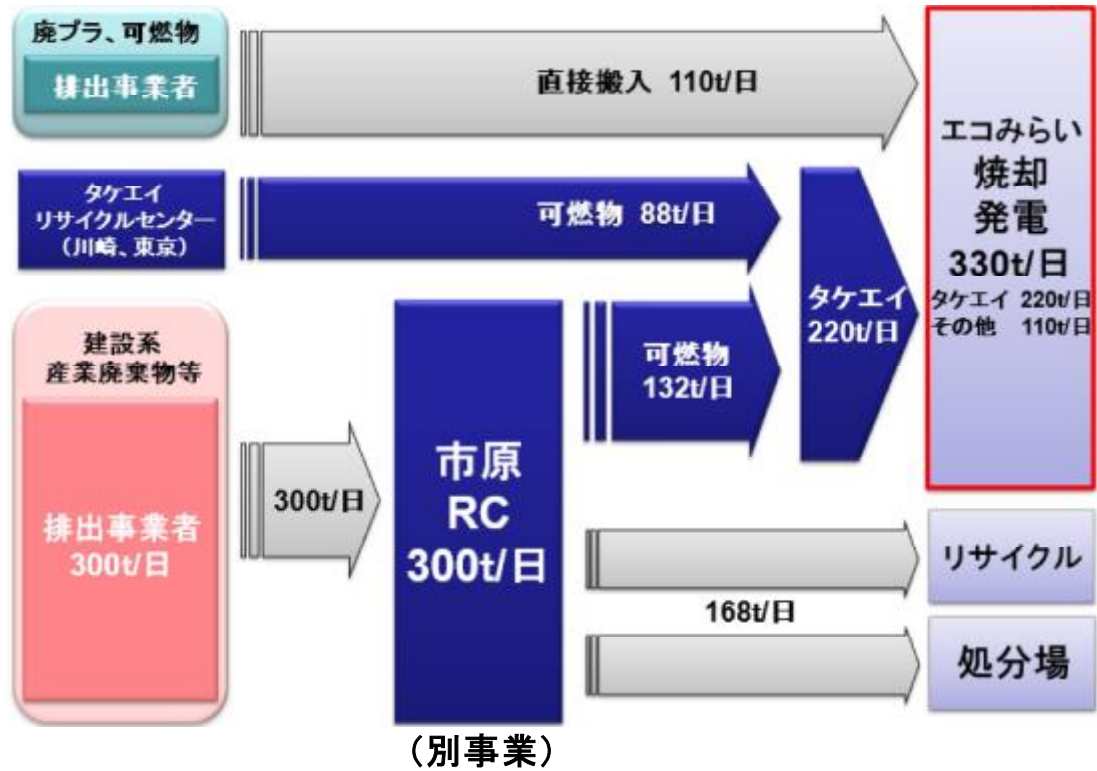 廃プラ、可燃物
排出事業者
直接搬入 110t/日
エコみらい
焼却
発電
330t/日
タケエイ 220t/日
その他 110t/日
タケエイ
リサイクルセンター
（川崎、東京）
可燃物 88t/日
タケエイ
220t/日
建設系
産業廃棄物等
排出事業者
300t/日
300t/日
市原
RC
300t/日
可燃物
132t/日
168t/日
リサイクル
処分場
（別事業）